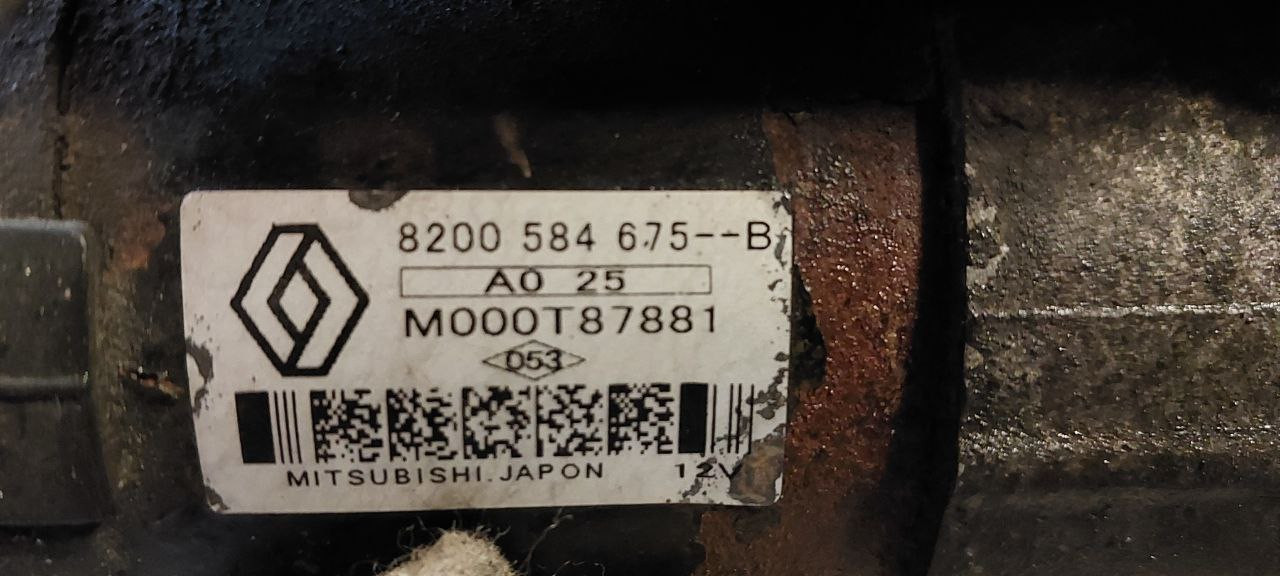 8200 584 675--B
A0 25
M000T87881
053
MITSUBISHI.JAPON 12V